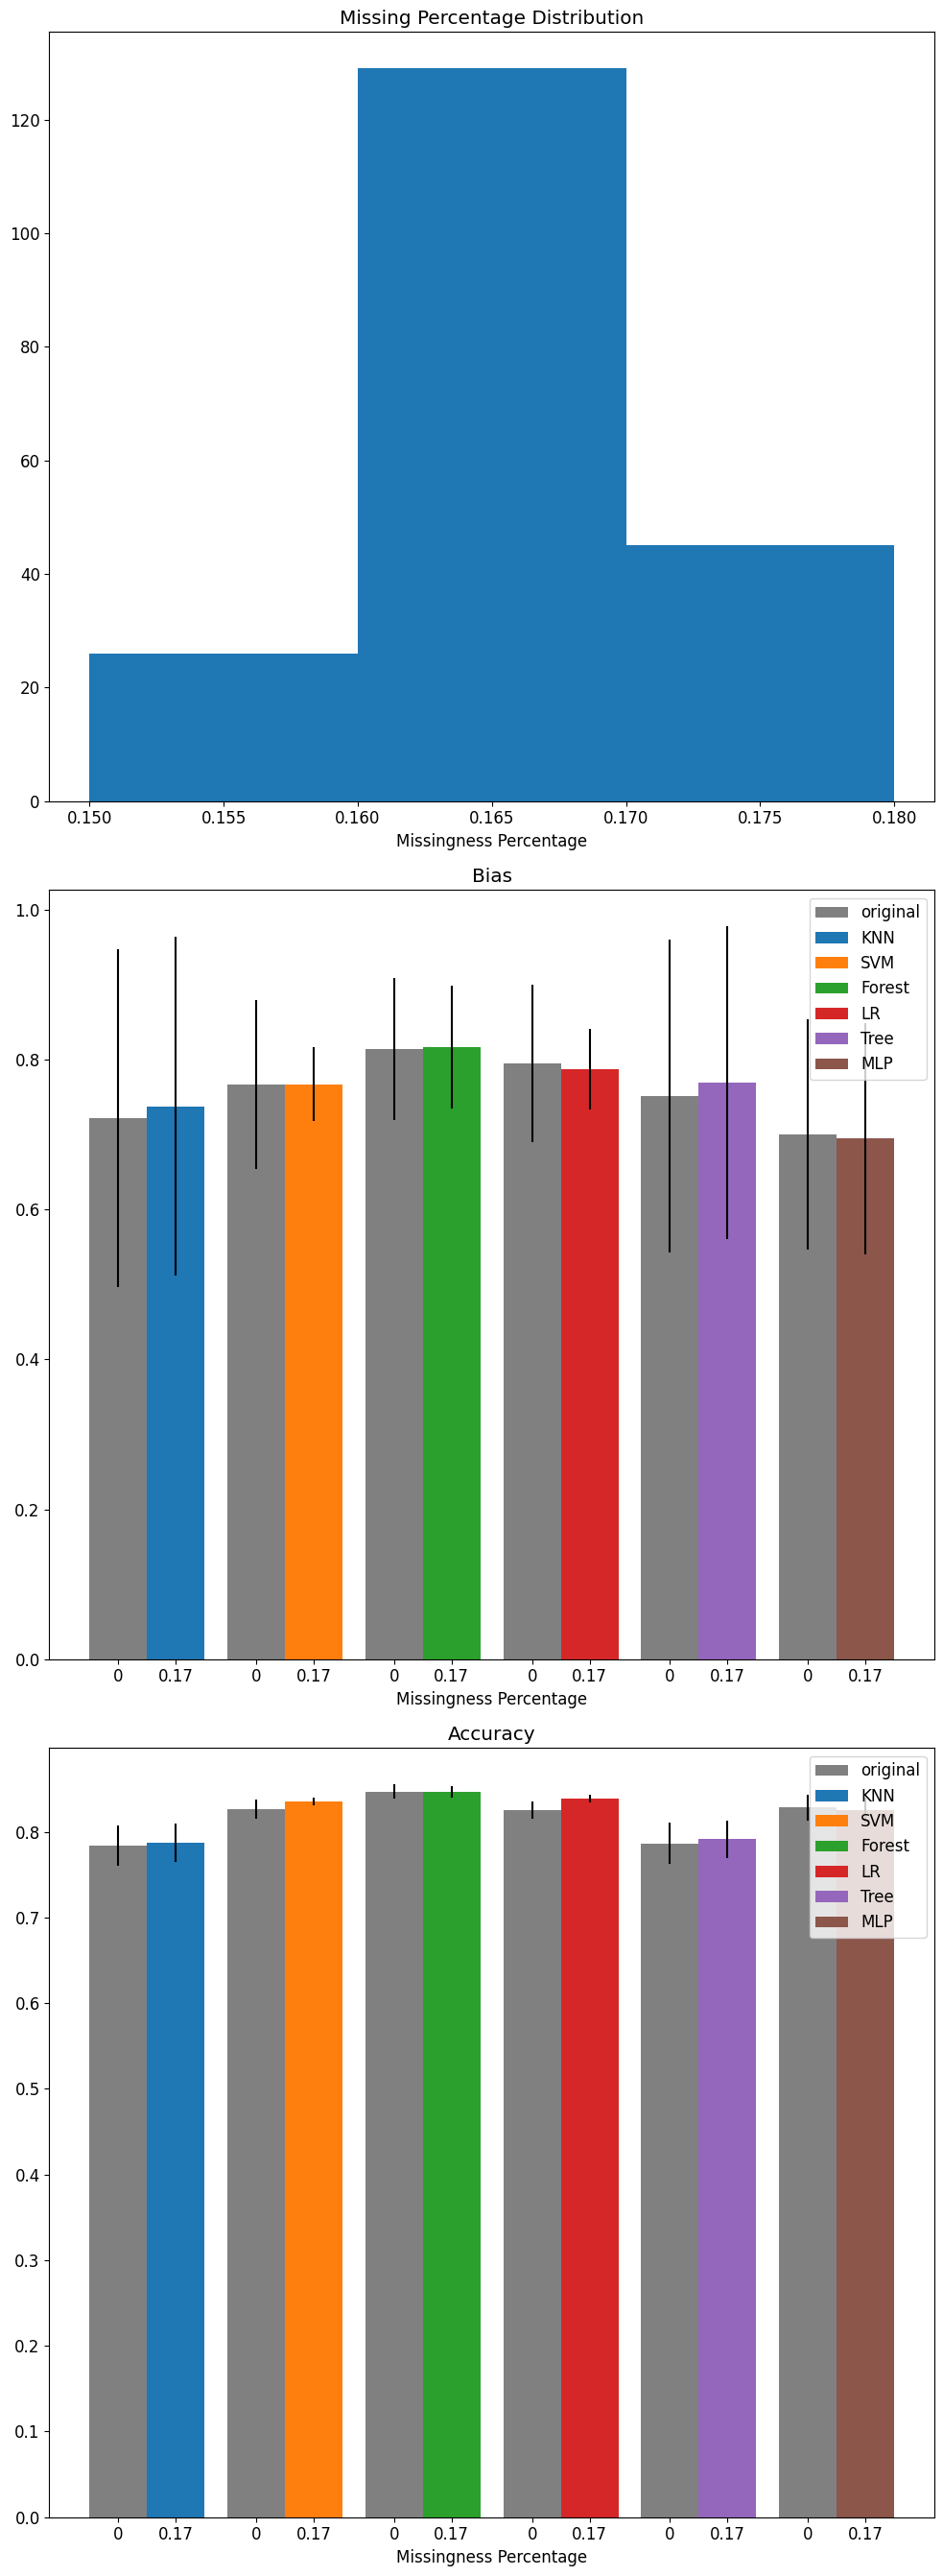 Missing Percentage Distribution
120
100
80
60
40
20
0
0.150 0.155 0.160 0.165 0.170 0.175 0.180
Missingness Percentage
Bias
1.0
0.8
0.6
0.4
0.2
0.0
original
KNN
SVM
Forest
LR
Tree
MLP
0 0.17 0 0.17 0 0.17 0 0.17 0 0.17 0 0.17
Missingness Percentage
Accuracy
0.8
0.7
0.6
0.5
0.4
0.3
0.2
0.1
0.0
original
KNN
SVM
Forest
LR
Tree
MLP
0 0.17 0 0.17 0 0.17 0 0.17 0 0.17 0 0.17
Missingness Percentage